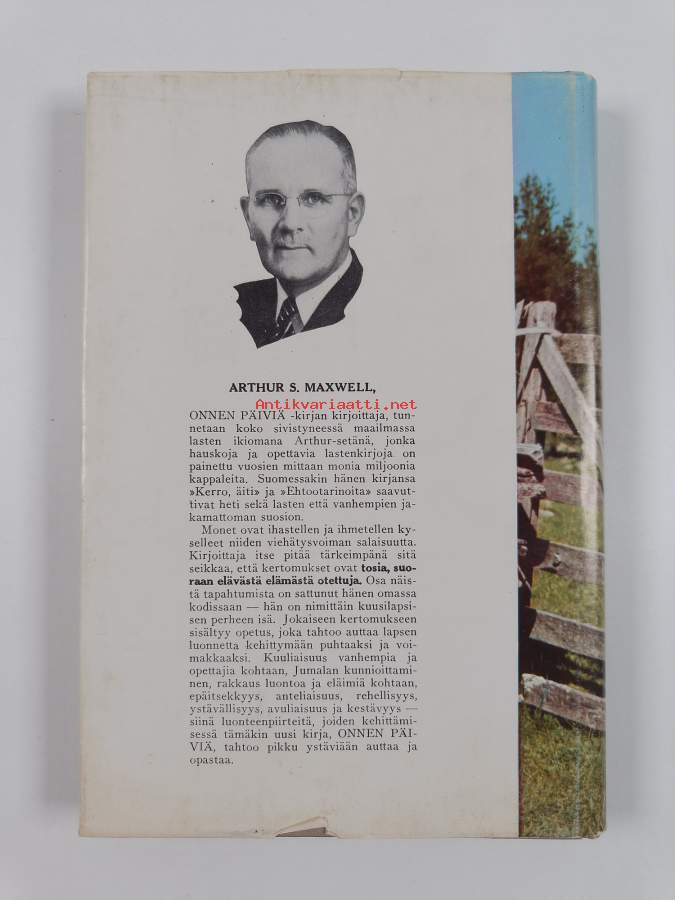 ARTHUR S. MAXWELL,
Antikvariaatti.net
ONNEN PÄIVIÄ -kirjan kirjoittaja, tun-
netaan koko sivistyneessä maailmassa
lasten ikiomana Arthur-setänä, jonka
hauskoja ja opettavia lastenkirjoja on
painettu vuosien mittaan monia miljoonia
kappaleita. Suomessakin hänen kirjansa
»Kerro, äiti» ja »Ehtootarinoita» saavut-
tivat heti sekä lasten että vanhempien ja-
kamattoman suosion.
Monet ovat ihastellen ja ihmetellen ky-
selleet niiden viehätysvoiman salaisuutta.
Kirjoittaja itse pitää tärkeimpänä sitä
seikkaa, että kertomukset ovat tosia, suo-
raan elävästä elämästä otettuja. Osa näis-
tä tapahtumista on sattunut hänen omassa
kodissaan — hän on nimittäin kuusilapsi-
sen perheen isä. Jokaiseen kertomukseen
sisältyy opetus, joka tahtoo auttaa lapsen
luonnetta kehittymään puhtaaksi ja voi-
makkaaksi. Kuuliaisuus vanhempia ja
opettajia kohtaan, Jumalan kunnioittami-
nen, rakkaus luontoa ja eläimiä kohtaan,
epäitsekkyys, anteliaisuus, rehellisyys,
ystävällisyys, avuliaisuus ja kestävyys —
siinä luonteenpiirteitä, joiden kehittämi-
sessä tämäkin uusi kirja, ONNEN PÄI-
VIÄ, tahtoo pikku ystäviään auttaa ja
opastaa.